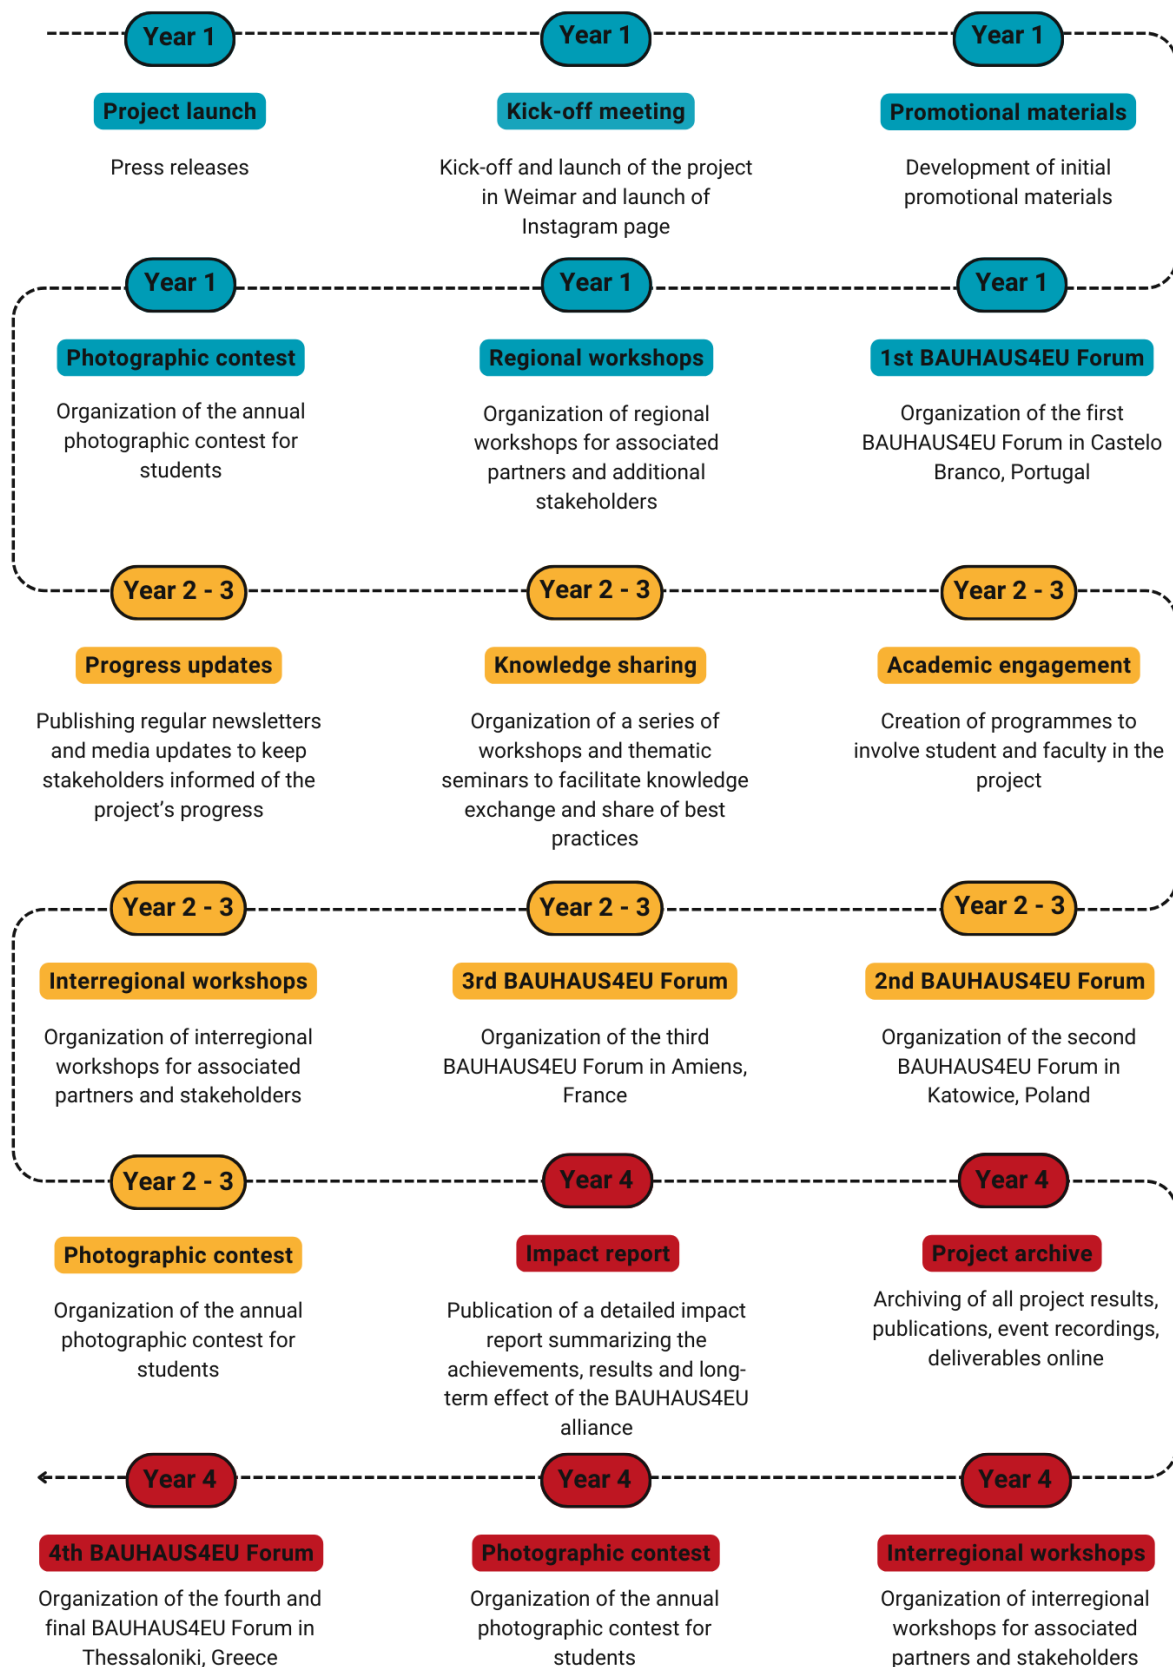 Year 1
Project launch
Press releases
Year 1
Kick-off meeting
Kick-off and launch of the project
in Weimar and launch of
Instagram page
Year 1
Promotional materials
Development of initial
promotional materials
Year 1
Photographic contest
Organization of the annual
photographic contest for
students
Year 1
Regional workshops
Organization of regional
workshops for associated
partners and additional
stakeholders
Year 1
1st BAUHAUS4EU Forum
Organization of the first
BAUHAUS4EU Forum in Castelo
Branco, Portugal
Year 2 - 3
Progress updates
Publishing regular newsletters
and media updates to keep
stakeholders informed of the
project's progress
Year 2 - 3
Knowledge sharing
Organization of a series of
workshops and thematic
seminars to facilitate knowledge
exchange and share of best
practices
Year 2 - 3
Academic engagement
Creation of programmes to
involve student and faculty in the
project
Year 2 - 3
Interregional workshops
Organization of interregional
workshops for associated
partners and stakeholders
Year 2 - 3
3rd BAUHAUS4EU Forum
Organization of the third
BAUHAUS4EU Forum in Amiens,
France
Year 2 - 3
2nd BAUHAUS4EU Forum
Organization of the second
BAUHAUS4EU Forum in
Katowice, Poland
Year 2 - 3
Photographic contest
Organization of the annual
photographic contest for
students
Year 4
Impact report
Publication of a detailed impact
report summarizing the
achievements, results and long-
term effect of the BAUHAUS4EU
alliance
Year 4
Project archive
Archiving of all project results,
publications, event recordings,
deliverables online
Year 4
4th BAUHAUS4EU Forum
Organization of the fourth and
final BAUHAUS4EU Forum in
Thessaloniki, Greece
Year 4
Photographic contest
Organization of the annual
photographic contest for
students
Year 4
Interregional workshops
Organization of interregional
workshops for associated
partners and stakeholders